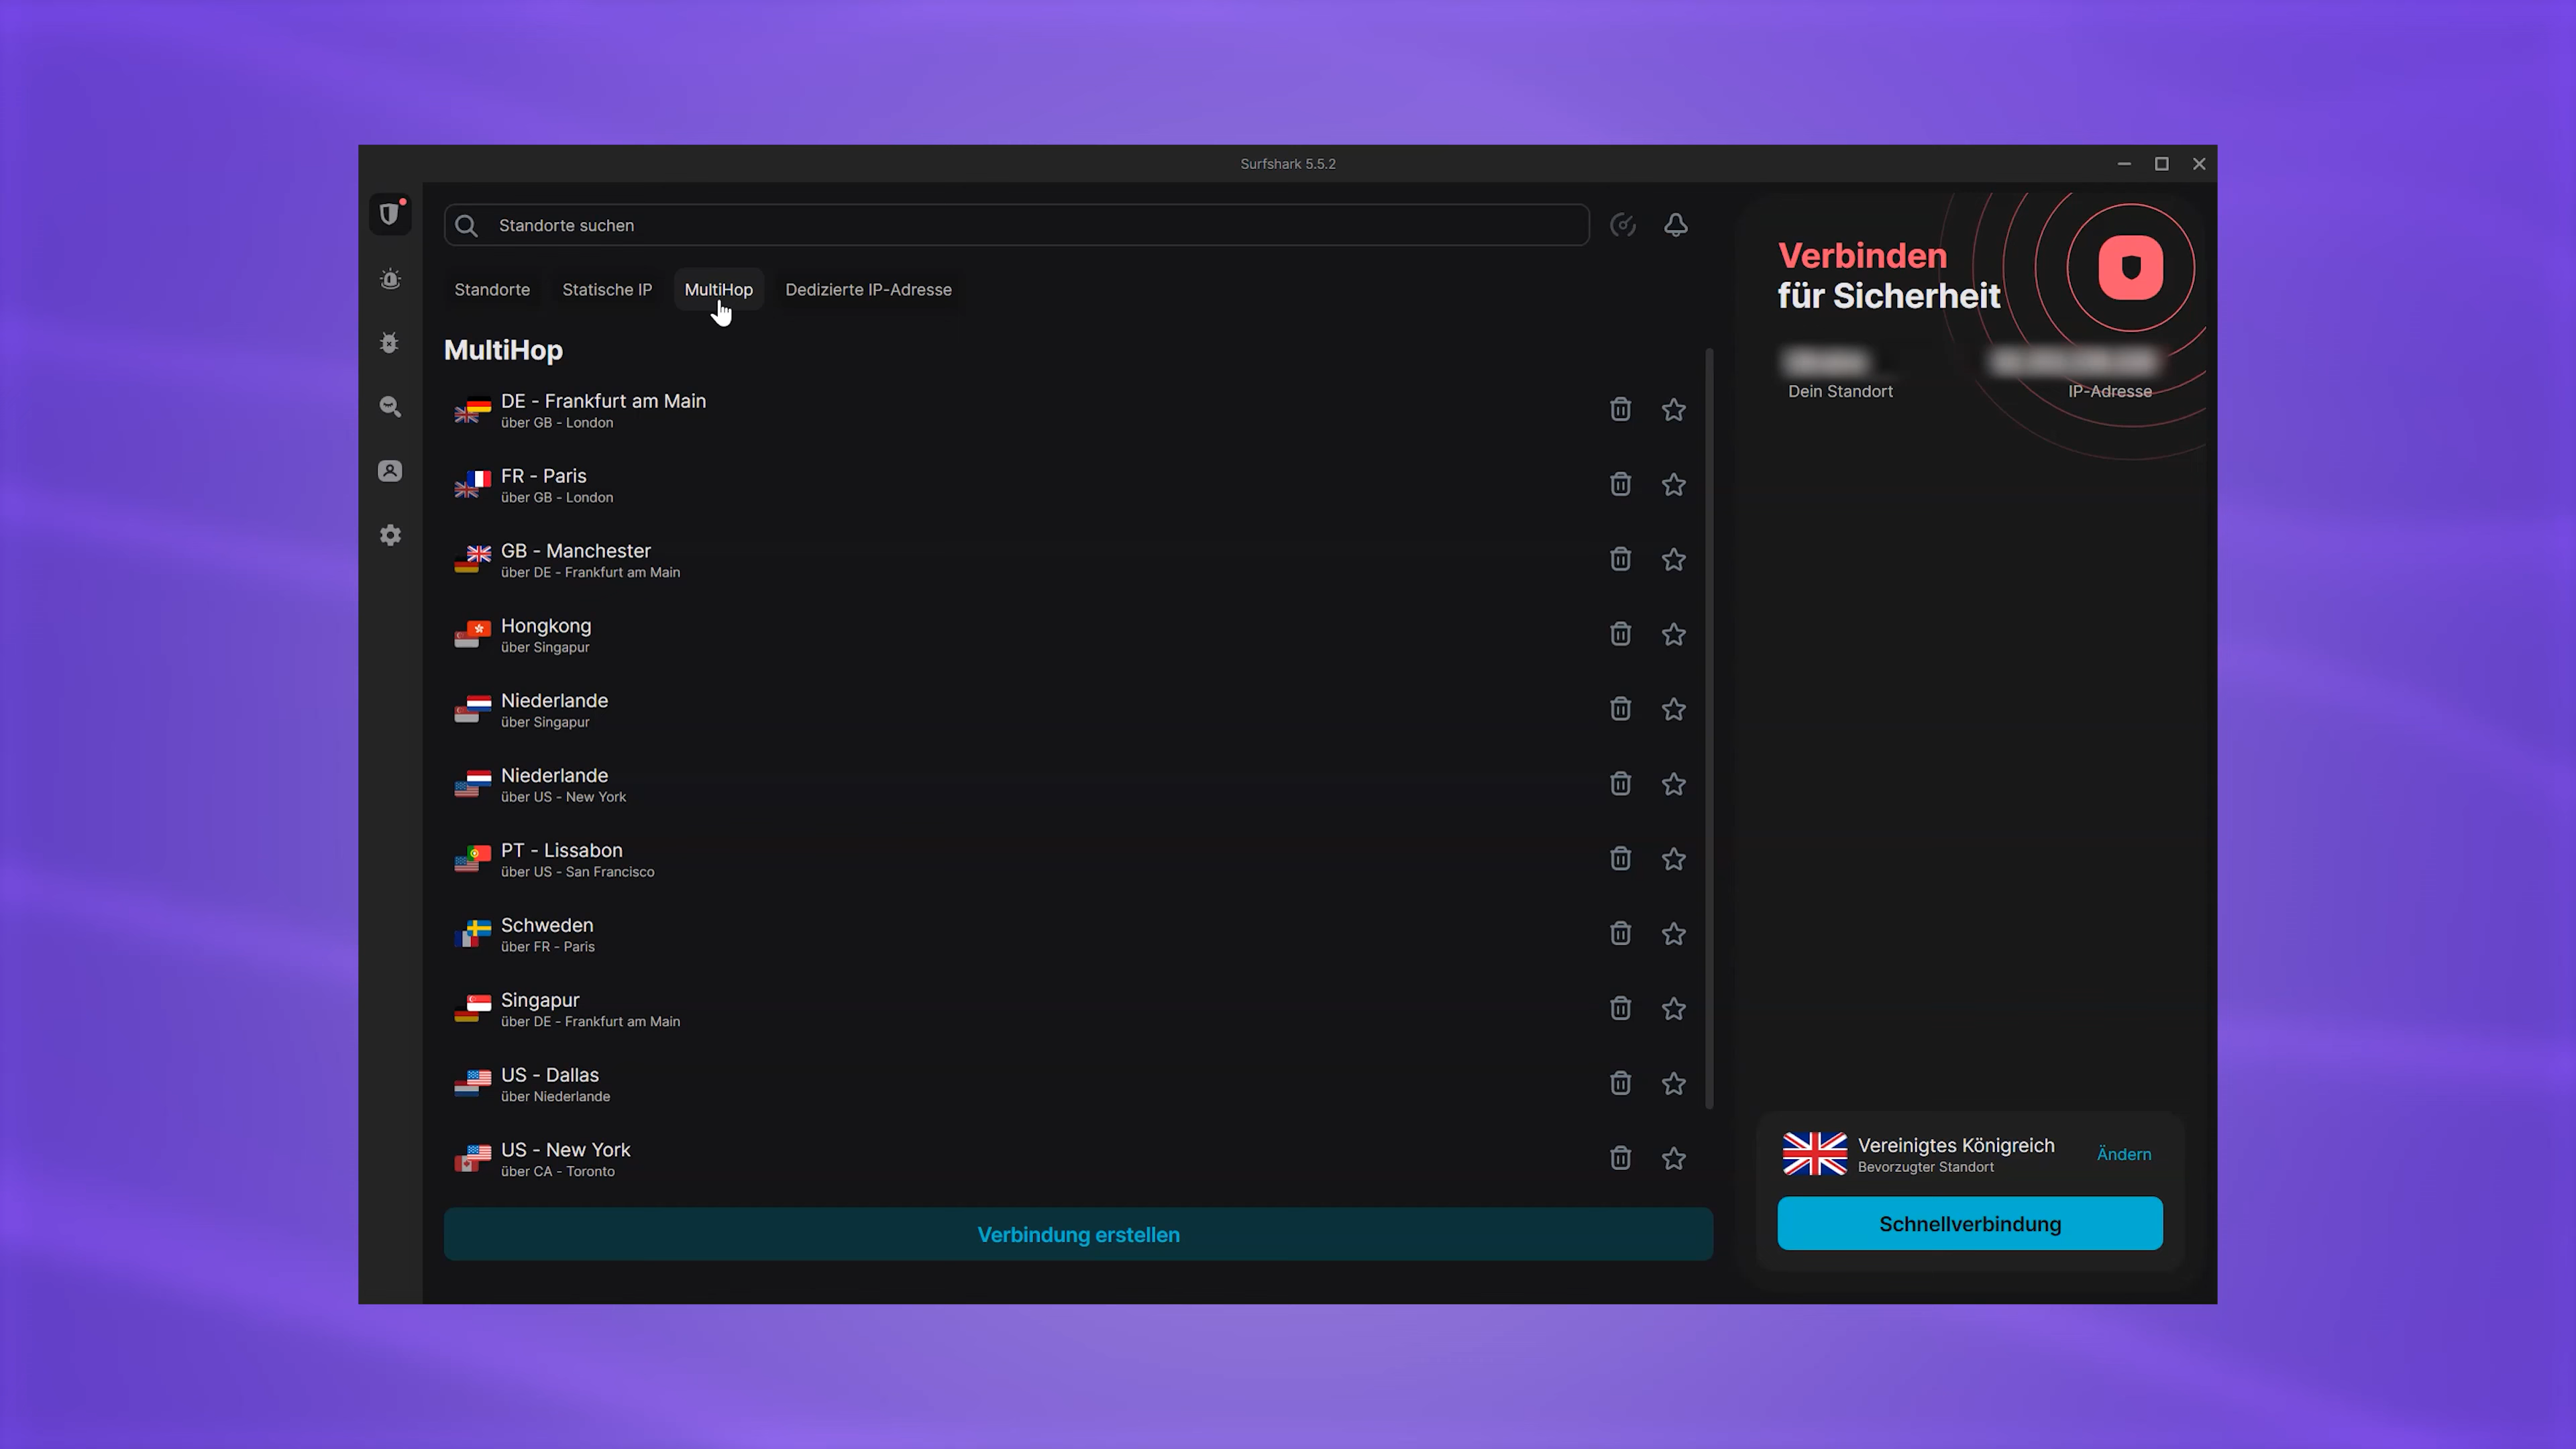 Surfshark 5.5.2
Standorte suchen
Standorte
Statische IP
MultiHop
Dedizierte IP-Adresse
MultiHop
DE - Frankfurt am Main
über GB - London
FR - Paris
über GB - London
GB - Manchester
über DE - Frankfurt am Main
Hongkong
über Singapur
Niederlande
über Singapur
Niederlande
über US - New York
PT - Lissabon
über US - San Francisco
Schweden
über FR - Paris
Singapur
über DE - Frankfurt am Main
US - Dallas
über Niederlande
US - New York
über CA - Toronto
Verbindung erstellen
Verbinden
für Sicherheit
Dein Standort
IP-Adresse
Vereinigtes Königreich
Bevorzugter Standort
Ändern
Schnellverbindung